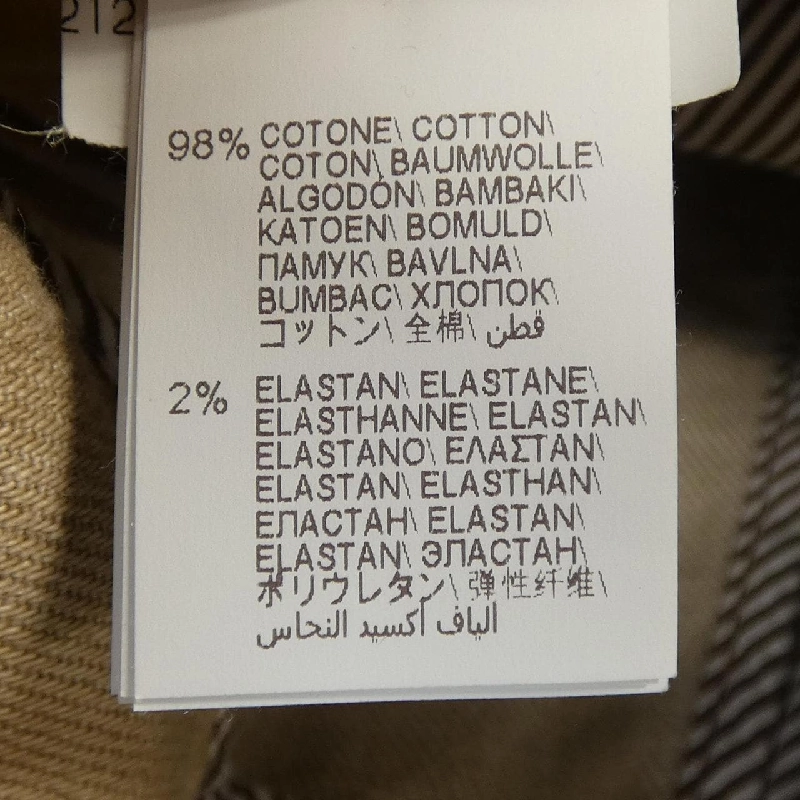 212
98% COTONE\ COTTON\
COTON\ BAUMWOLLE\
ALGODÓN\ BAMBAKI\
KATOEN\ BOMULD\
ПАМУК\ BAVLNA\
BUMBAC\ ХЛОПОК\
コットン\ 全棉\ قطن
2% ELASTAN\ ELASTANE\
ELASTHANNE\ ELASTAN\
ELASTANO\ ΕΛΑΣΤΑΝ\
ELASTAN\ ELASTHAN\
ЕЛАСТАН\ ELASTAN\
ELASTAN\ ЭЛАСТАН\
ポリウレタン\ 弹性纤维\
الياف اكسيد النحاس